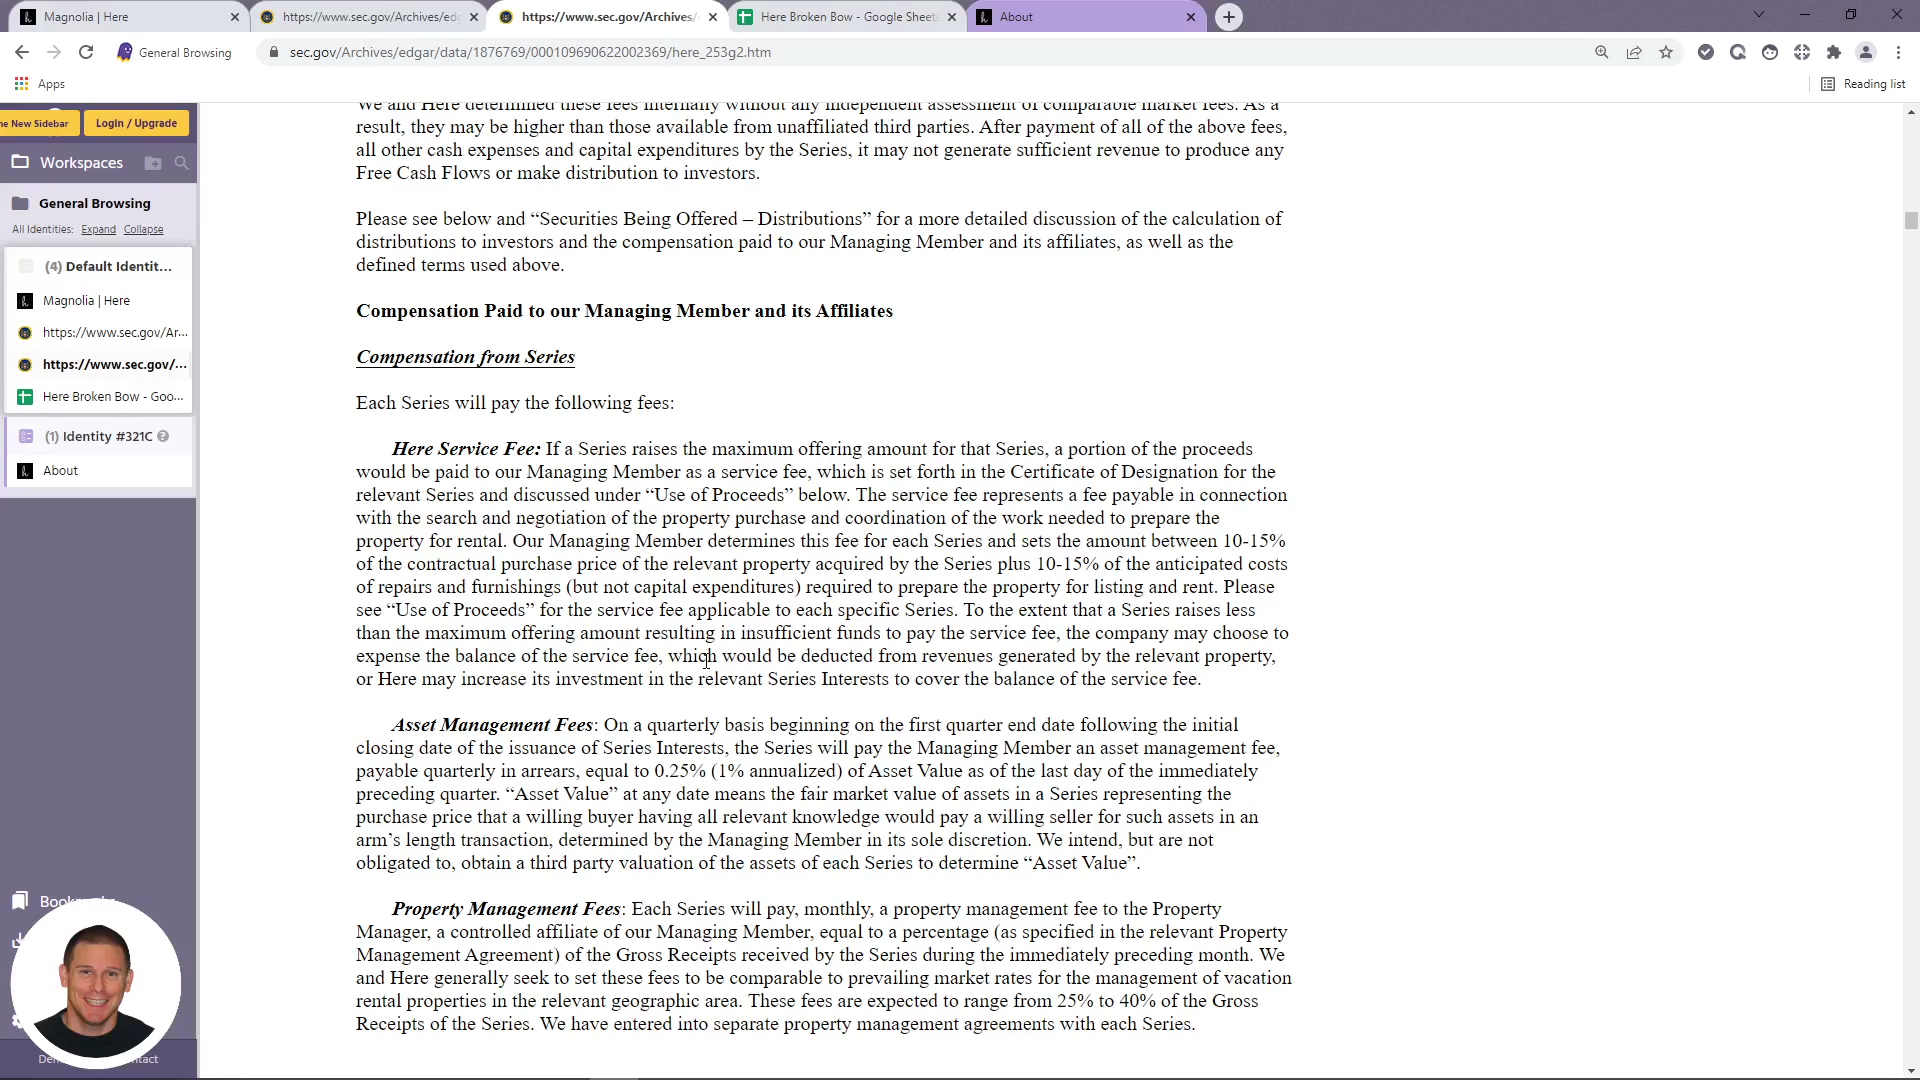 Magnolia | Here
https://www.sec.gov/Archives/ed
https://www.sec.gov/Archives/
Here Broken Bow - Google Sheets
About
General Browsing
sec.gov/Archives/edgar/data/1876769/000109690622002369/here_253g2.htm
Apps
Reading list
ne New Sidebar
Login / Upgrade
Workspaces
General Browsing
All Identities: Expand Collapse
(4) Default Identit...
Magnolia | Here
https://www.sec.gov/Ar...
https://www.sec.gov/...
Here Broken Bow - Goo...
(1) Identity #321C
About
We and Here determined these fees internally without any independent assessment of comparable market fees. As a
result, they may be higher than those available from unaffiliated third parties. After payment of all of the above fees,
all other cash expenses and capital expenditures by the Series, it may not generate sufficient revenue to produce any
Free Cash Flows or make distribution to investors.
Please see below and “Securities Being Offered – Distributions” for a more detailed discussion of the calculation of
distributions to investors and the compensation paid to our Managing Member and its affiliates, as well as the
defined terms used above.
Compensation Paid to our Managing Member and its Affiliates
Compensation from Series
Each Series will pay the following fees:
Here Service Fee: If a Series raises the maximum offering amount for that Series, a portion of the proceeds
would be paid to our Managing Member as a service fee, which is set forth in the Certificate of Designation for the
relevant Series and discussed under “Use of Proceeds” below. The service fee represents a fee payable in connection
with the search and negotiation of the property purchase and coordination of the work needed to prepare the
property for rental. Our Managing Member determines this fee for each Series and sets the amount between 10-15%
of the contractual purchase price of the relevant property acquired by the Series plus 10-15% of the anticipated costs
of repairs and furnishings (but not capital expenditures) required to prepare the property for listing and rent. Please
see “Use of Proceeds” for the service fee applicable to each specific Series. To the extent that a Series raises less
than the maximum offering amount resulting in insufficient funds to pay the service fee, the company may choose to
expense the balance of the service fee, which would be deducted from revenues generated by the relevant property,
or Here may increase its investment in the relevant Series Interests to cover the balance of the service fee.
Asset Management Fees: On a quarterly basis beginning on the first quarter end date following the initial
closing date of the issuance of Series Interests, the Series will pay the Managing Member an asset management fee,
payable quarterly in arrears, equal to 0.25% (1% annualized) of Asset Value as of the last day of the immediately
preceding quarter. “Asset Value” at any date means the fair market value of assets in a Series representing the
purchase price that a willing buyer having all relevant knowledge would pay a willing seller for such assets in an
arm’s length transaction, determined by the Managing Member in its sole discretion. We intend, but are not
obligated to, obtain a third party valuation of the assets of each Series to determine “Asset Value”.
Property Management Fees: Each Series will pay, monthly, a property management fee to the Property
Manager, a controlled affiliate of our Managing Member, equal to a percentage (as specified in the relevant Property
Management Agreement) of the Gross Receipts received by the Series during the immediately preceding month. We
and Here generally seek to set these fees to be comparable to prevailing market rates for the management of vacation
rental properties in the relevant geographic area. These fees are expected to range from 25% to 40% of the Gross
Receipts of the Series. We have entered into separate property management agreements with each Series.